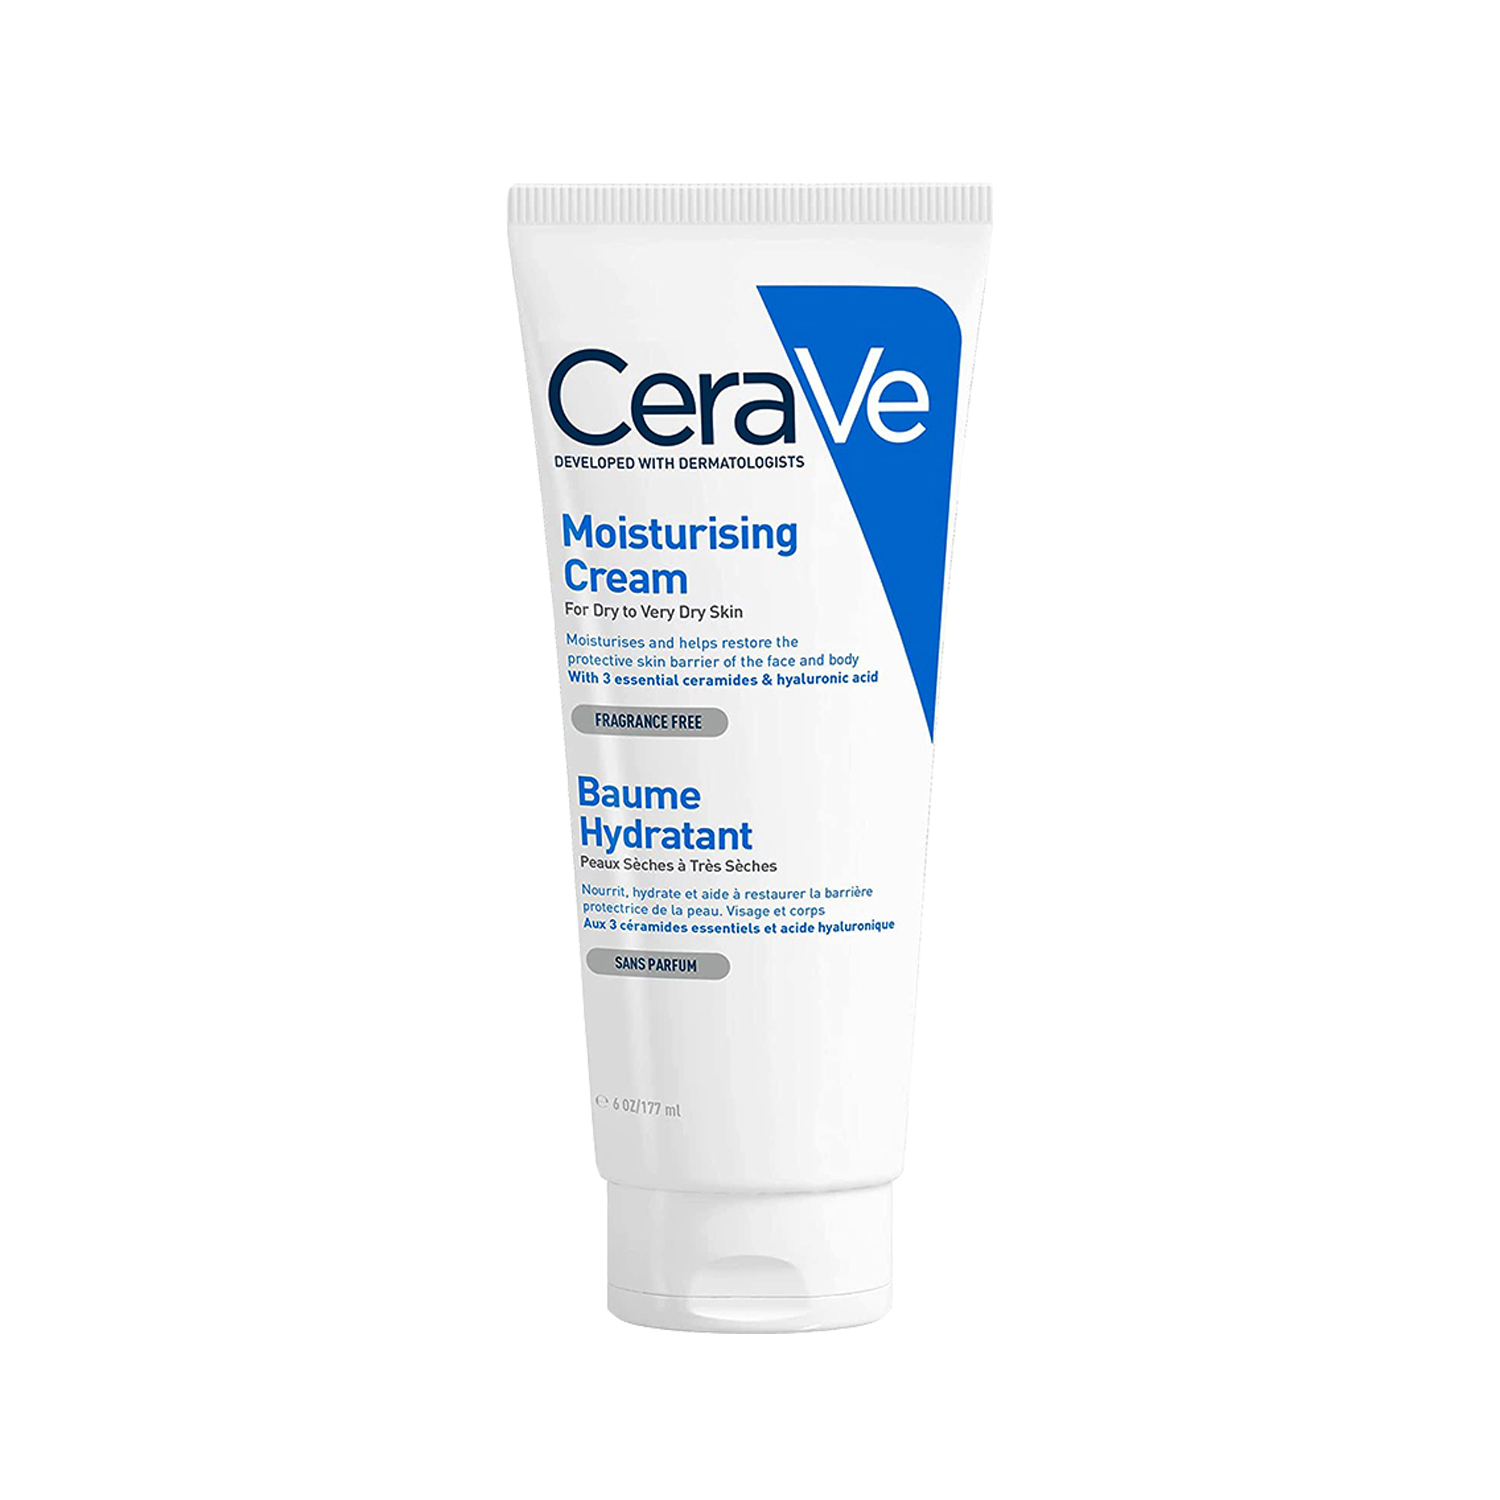 CeraVe
DEVELOPED WITH DERMATOLOGISTS
Moisturising
Cream
For Dry to Very Dry Skin
Moisturises and helps restore the
protective skin barrier of the face and body
With 3 essential ceramides & hyaluronic acid
FRAGRANCE FREE
Baume
Hydratant
Peaux Sèches à Très Sèches
Nourrit, hydrate et aide à restaurer la barrière
protectrice de la peau. Visage et corps
Aux 3 céramides essentiels et acide hyaluronique
SANS PARFUM
℮ 6 OZ/177 ml